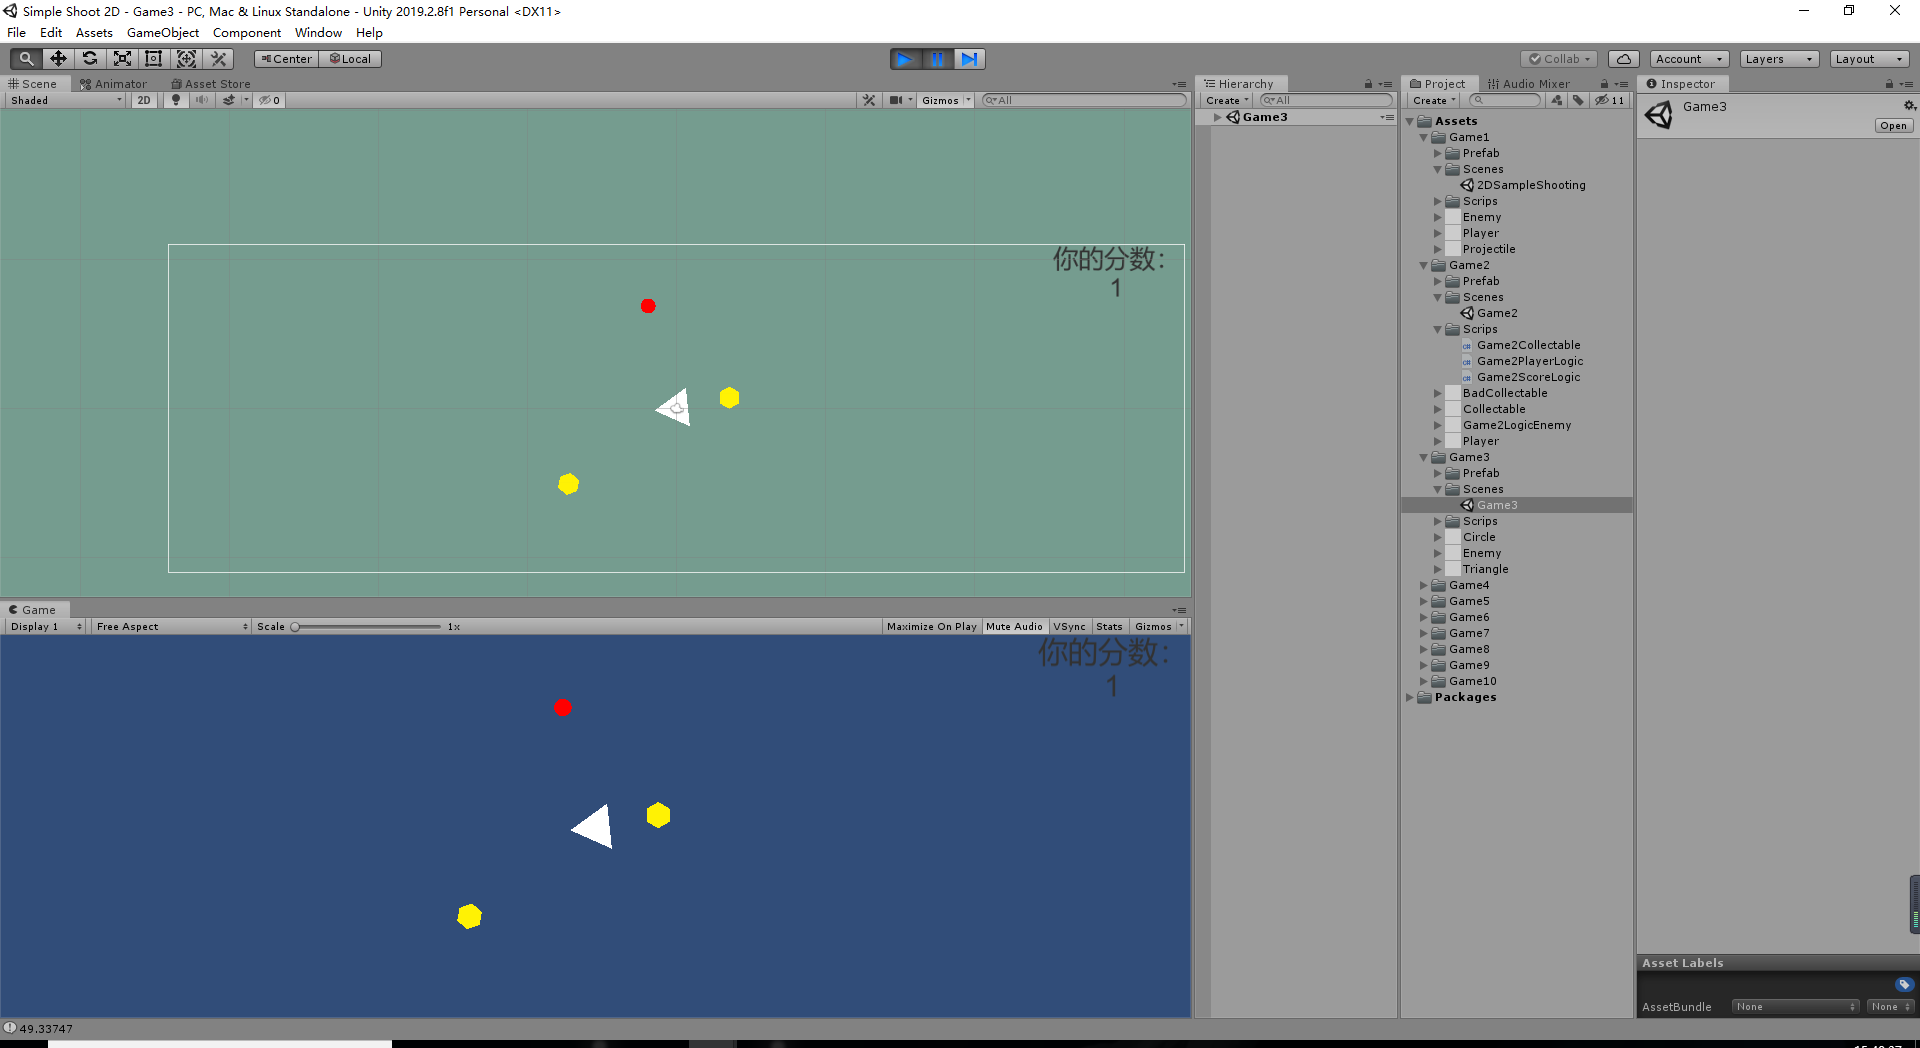 Simple Shoot 2D - Game3 - PC, Mac & Linux Standalone - Unity 2019.2.8f1 Personal <DX11>
File Edit Assets GameObject Component Window Help
Center Local Collab Account Layers Layout
Scene Animator Asset Store
Shaded 2D 0 Gizmos All
你的分数：
1
Game
Display 1 Free Aspect Scale 1x Maximize On Play Mute Audio VSync Stats Gizmos
你的分数：
1
49.33747
Hierarchy
Create All
Game3
Project Audio Mixer
Create 11
Assets
Game1
Prefab
Scenes
2DSampleShooting
Scrips
Enemy
Player
Projectile
Game2
Prefab
Scenes
Game2
Scrips
Game2Collectable
Game2PlayerLogic
Game2ScoreLogic
BadCollectable
Collectable
Game2LogicEnemy
Player
Game3
Prefab
Scenes
Game3
Scrips
Circle
Enemy
Triangle
Game4
Game5
Game6
Game7
Game8
Game9
Game10
Packages
Inspector
Game3
Open
Asset Labels
AssetBundle None None